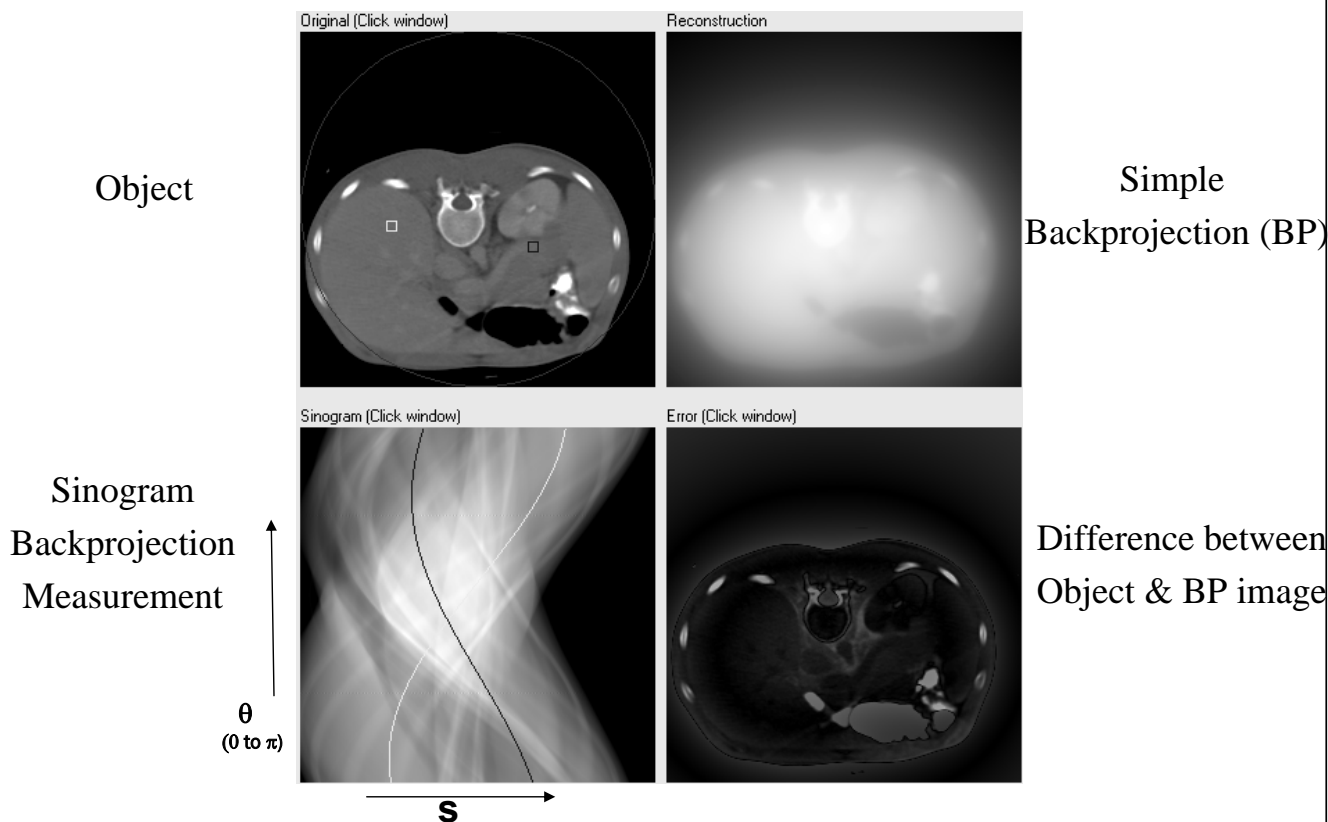 Original (Click window)
Reconstruction
Object
Simple
Backprojection (BP)
Sinogram (Click window)
Error (Click window)
Sinogram
Backprojection
Measurement
Difference between
Object & BP image
θ
(0 to π)
s